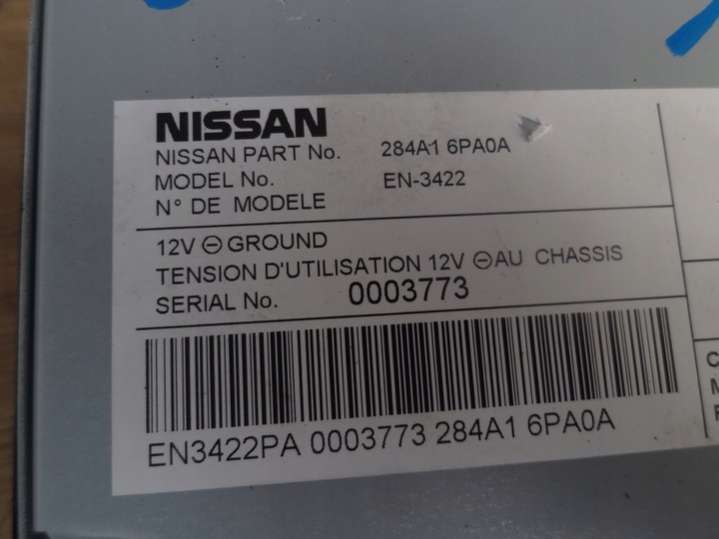 NISSAN
NISSAN PART No. 284A1 6PA0A
MODEL No. EN-3422
N° DE MODELE
12V ⊖ GROUND
TENSION D'UTILISATION 12V ⊖ AU CHASSIS
SERIAL No. 0003773
EN3422PA 0003773 284A1 6PA0A